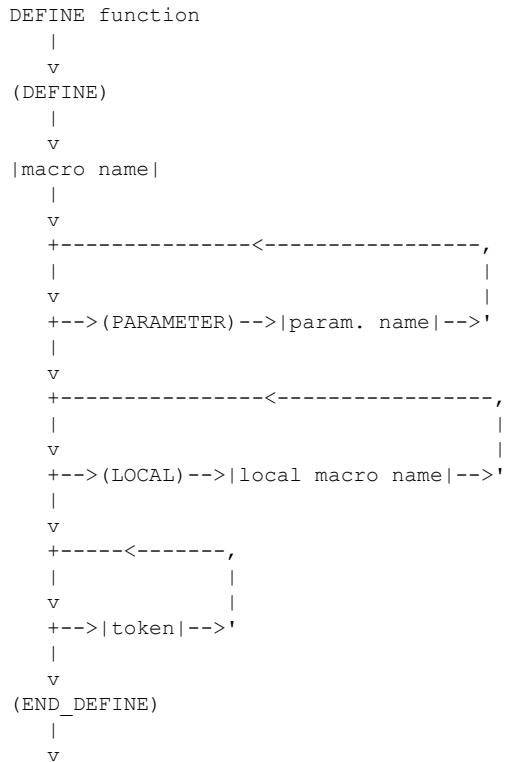 DEFINE function
   |
   v
(DEFINE)
   |
   v
|macro name|
   |
   v
   +---------------<-----------------,
   |                                 |
   v                                 |
   +-->(PARAMETER)-->|param. name|-->'
   |
   v
   +----------------<-----------------,
   |                                  |
   v                                  |
   +-->(LOCAL)-->|local macro name|-->'
   |
   v
   +-----<-------,
   |             |
   v             |
   +-->|token|-->'
   |
   v
(END_DEFINE)
   |
   v